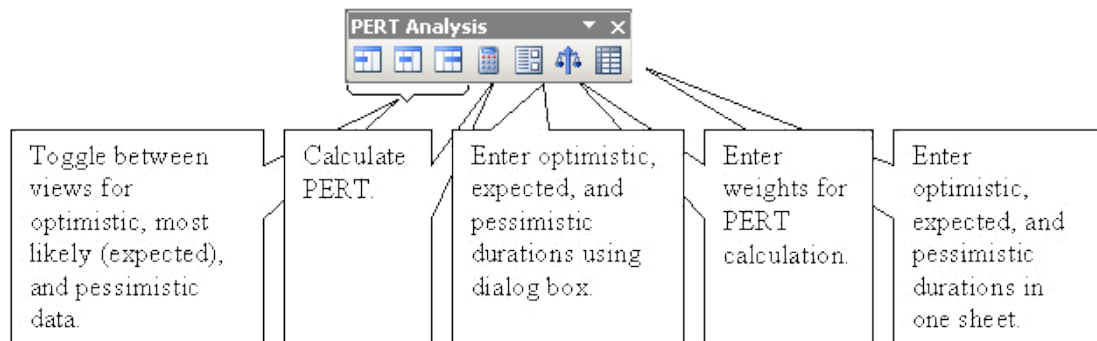 PERT Analysis
Toggle between
views for
optimistic, most
likely (expected),
and pessimistic
data.
Calculate
PERT.
Enter optimistic,
expected, and
pessimistic
durations using
dialog box.
Enter
weights for
PERT
calculation.
Enter
optimistic,
expected, and
pessimistic
durations in
one sheet.